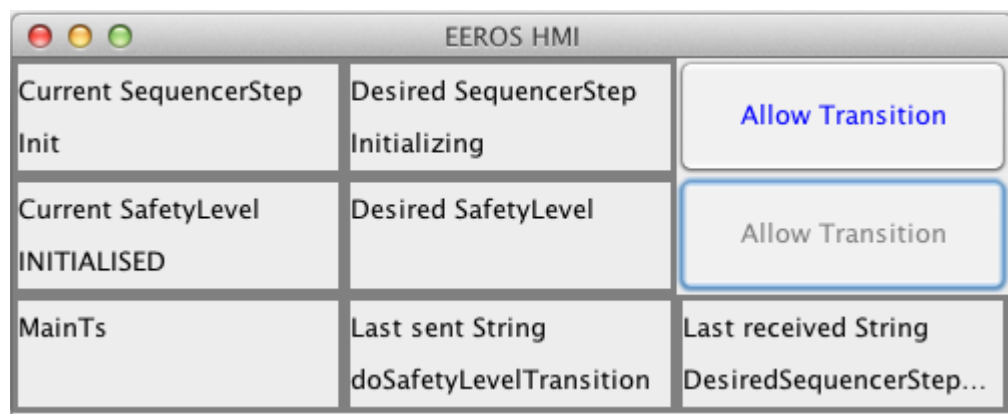 EEROS HMI
Current SequencerStep
Init
Desired SequencerStep
Initializing
Allow Transition
Current SafetyLevel
INITIALISED
Desired SafetyLevel
Allow Transition
MainTs
Last sent String
doSafetyLevelTransition
Last received String
DesiredSequencerStep...